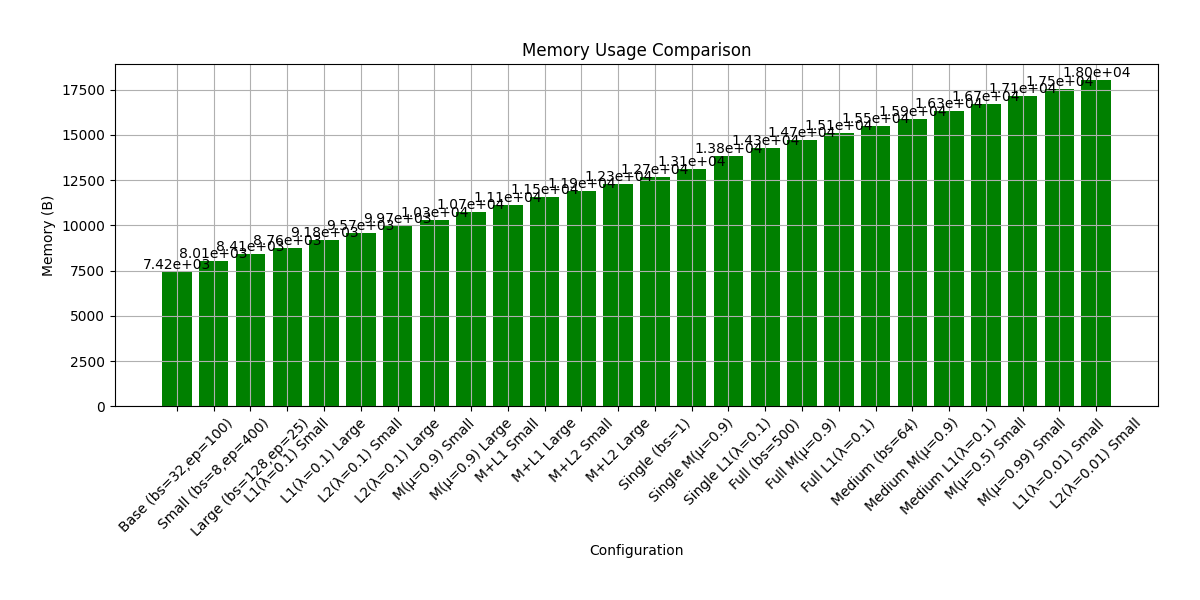 Memory Usage Comparison
Memory (B)
17500
15000
12500
10000
7500
5000
2500
0
7.42e+03
8.01e+03
8.41e+03
8.76e+03
9.18e+03
9.57e+03
9.97e+03
1.03e+04
1.07e+04
1.11e+04
1.15e+04
1.19e+04
1.23e+04
1.27e+04
1.31e+04
1.38e+04
1.43e+04
1.47e+04
1.51e+04
1.55e+04
1.59e+04
1.63e+04
1.67e+04
1.71e+04
1.75e+04
1.80e+04
Base (bs=32,ep=100)
Small (bs=8,ep=400)
Large (bs=128,ep=25)
L1(λ=0.1) Small
L1(λ=0.1) Large
L2(λ=0.1) Small
L2(λ=0.1) Large
M(μ=0.9) Small
M(μ=0.9) Large
M+L1 Small
M+L1 Large
M+L2 Small
M+L2 Large
Single (bs=1)
Single M(μ=0.9)
Single L1(λ=0.1)
Full (bs=500)
Full M(μ=0.9)
Full L1(λ=0.1)
Medium (bs=64)
Medium M(μ=0.9)
Medium L1(λ=0.1)
M(μ=0.5) Small
M(μ=0.99) Small
L1(λ=0.01) Small
L2(λ=0.01) Small
Configuration